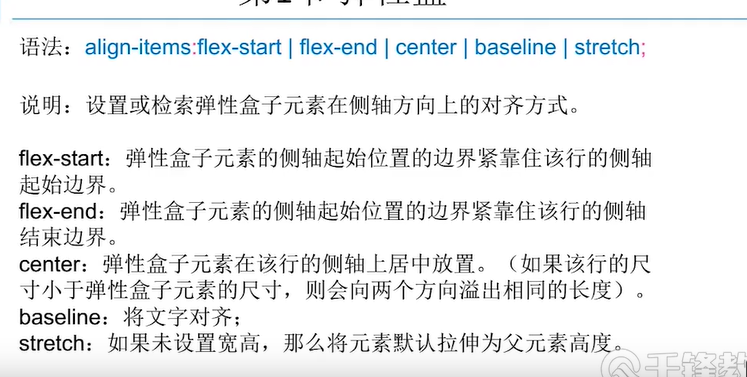 语法：align-items:flex-start | flex-end | center | baseline | stretch;
说明：设置或检索弹性盒子元素在侧轴方向上的对齐方式。
flex-start：弹性盒子元素的侧轴起始位置的边界紧靠住该行的侧轴
起始边界。
flex-end：弹性盒子元素的侧轴起始位置的边界紧靠住该行的侧轴
结束边界。
center：弹性盒子元素在该行的侧轴上居中放置。（如果该行的尺
寸小于弹性盒子元素的尺寸，则会向两个方向溢出相同的长度）。
baseline：将文字对齐；
stretch：如果未设置宽高，那么将元素默认拉伸为父元素高度。
千锋教